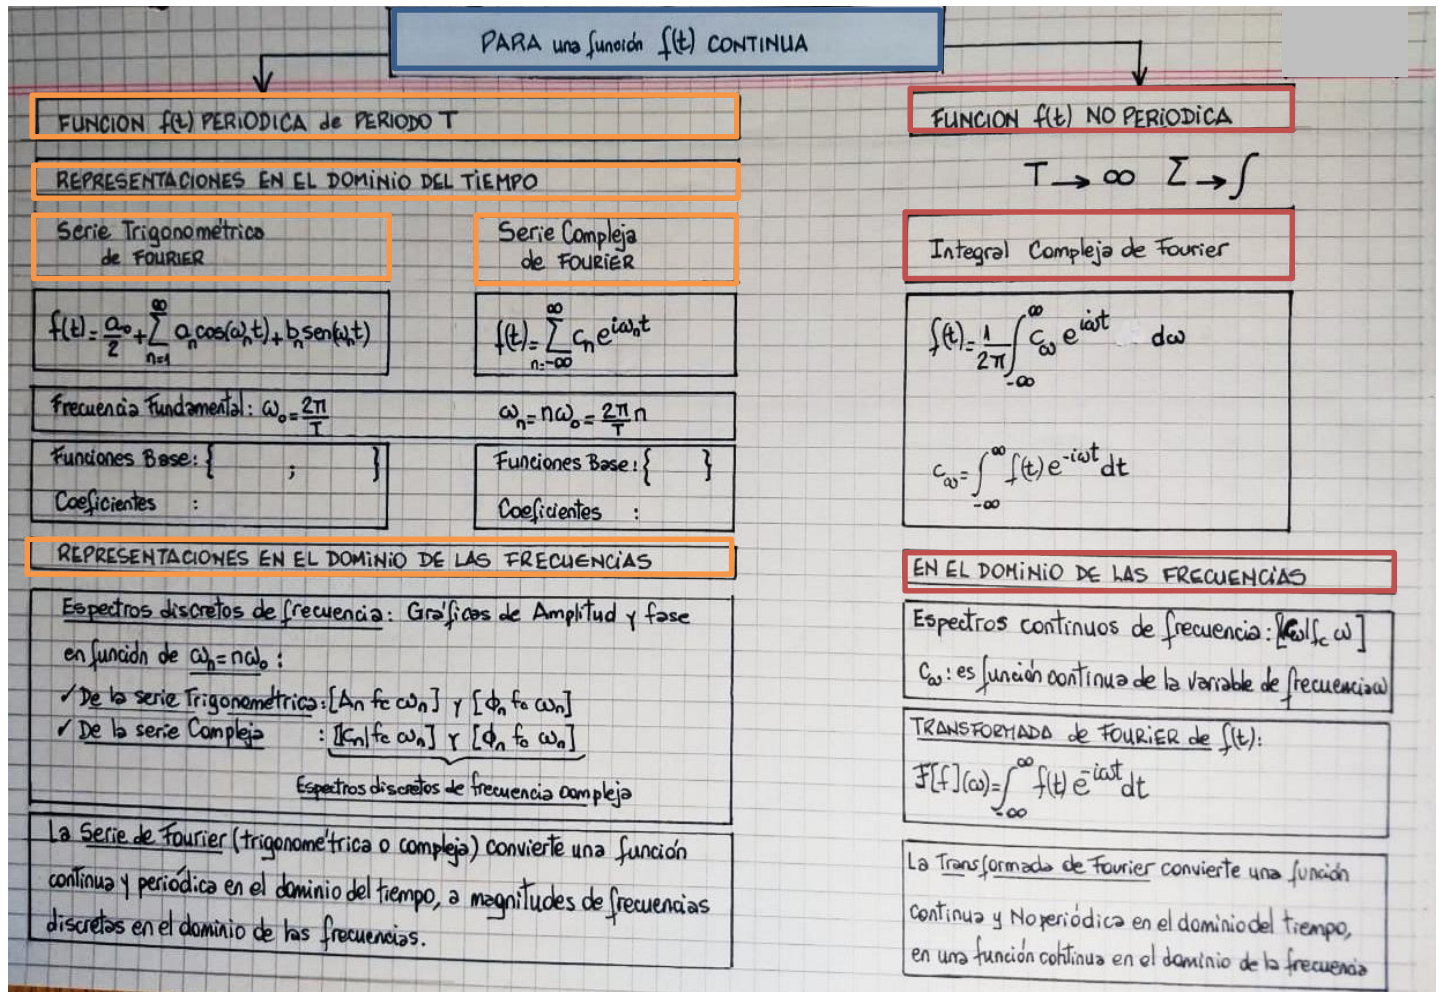 PARA una función f(t) CONTINUA
FUNCION f(t) PERIODICA de PERIODO T
REPRESENTACIONES EN EL DOMINIO DEL TIEMPO
Serie Trigonométrica
de FOURIER
Serie Compleja
de FOURIER
f(t)=a₀/2+∑_{n=1}^{∞} aₙcos(ωₙt)+bₙsen(ωₙt)
f(t)=∑_{n=-∞}^{∞} cₙ e^{iωₙt}
Frecuencia Fundamental: ω₀=2π/T
ωₙ=nω₀=2π/T n
Funciones Base:{ ; }
Coeficientes :
Funciones Base:{ }
Coeficientes :
REPRESENTACIONES EN EL DOMINIO DE LAS FRECUENCIAS
Espectros discretos de frecuencia: Gráficos de Amplitud y fase
en función de ωₙ=nω₀:
✓De la serie Trigonométrica:[An fc ωₙ] y [ϕₙ fc ωₙ]
✓De la serie Compleja :[|cₙ| fc ωₙ] y [ϕₙ fc ωₙ]
Espectros discretos de frecuencia compleja
La Serie de Fourier (trigonométrica o compleja) convierte una función
continua y periódica en el dominio del tiempo, a magnitudes de frecuencias
discretas en el dominio de las frecuencias.
FUNCION f(t) NO PERIODICA
T→∞ Σ→∫
Integral Compleja de Fourier
f(t)=1/2π ∫_{-∞}^{∞} c_ω e^{iωt} dω
c_ω=∫_{-∞}^{∞} f(t) e^{-iωt} dt
EN EL DOMINIO DE LAS FRECUENCIAS
Espectros continuos de frecuencia:[|c_ω| fc ω]
c_ω: es función continua de la variable de frecuencia ω
TRANSFORMADA de FOURIER de f(t):
F[f](ω)=∫_{-∞}^{∞} f(t) e^{-iωt} dt
La Transformada de Fourier convierte una función
continua y No periódica en el dominio del tiempo,
en una función continua en el dominio de la frecuencia